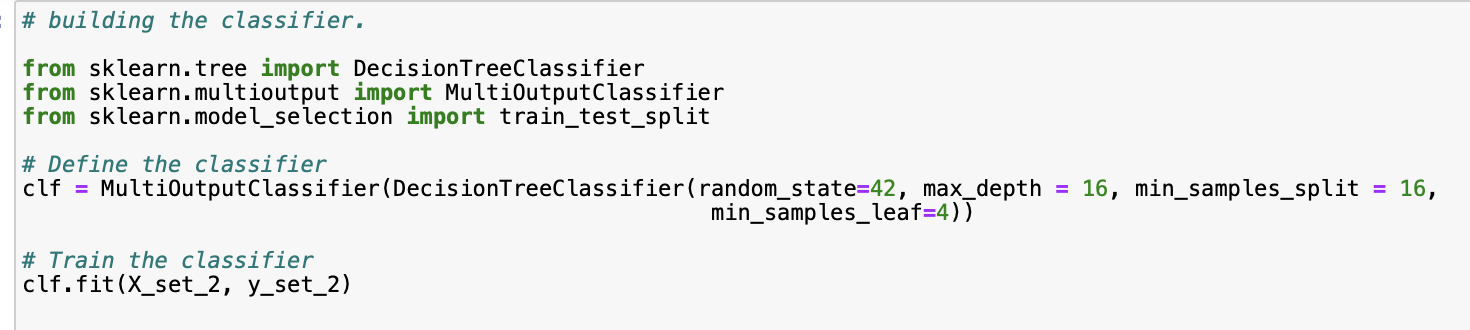 # building the classifier.
from sklearn.tree import DecisionTreeClassifier
from sklearn.multioutput import MultiOutputClassifier
from sklearn.model_selection import train_test_split
# Define the classifier
clf = MultiOutputClassifier(DecisionTreeClassifier(random_state=42, max_depth = 16, min_samples_split = 16,
min_samples_leaf=4))
# Train the classifier
clf.fit(X_set_2, y_set_2)